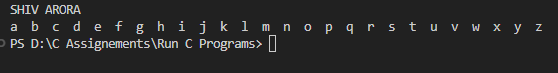 SHIV ARORA
a b c d e f g h i j k l m n o p q r s t u v w x y z
PS D:\C Assignements\Run C Programs>